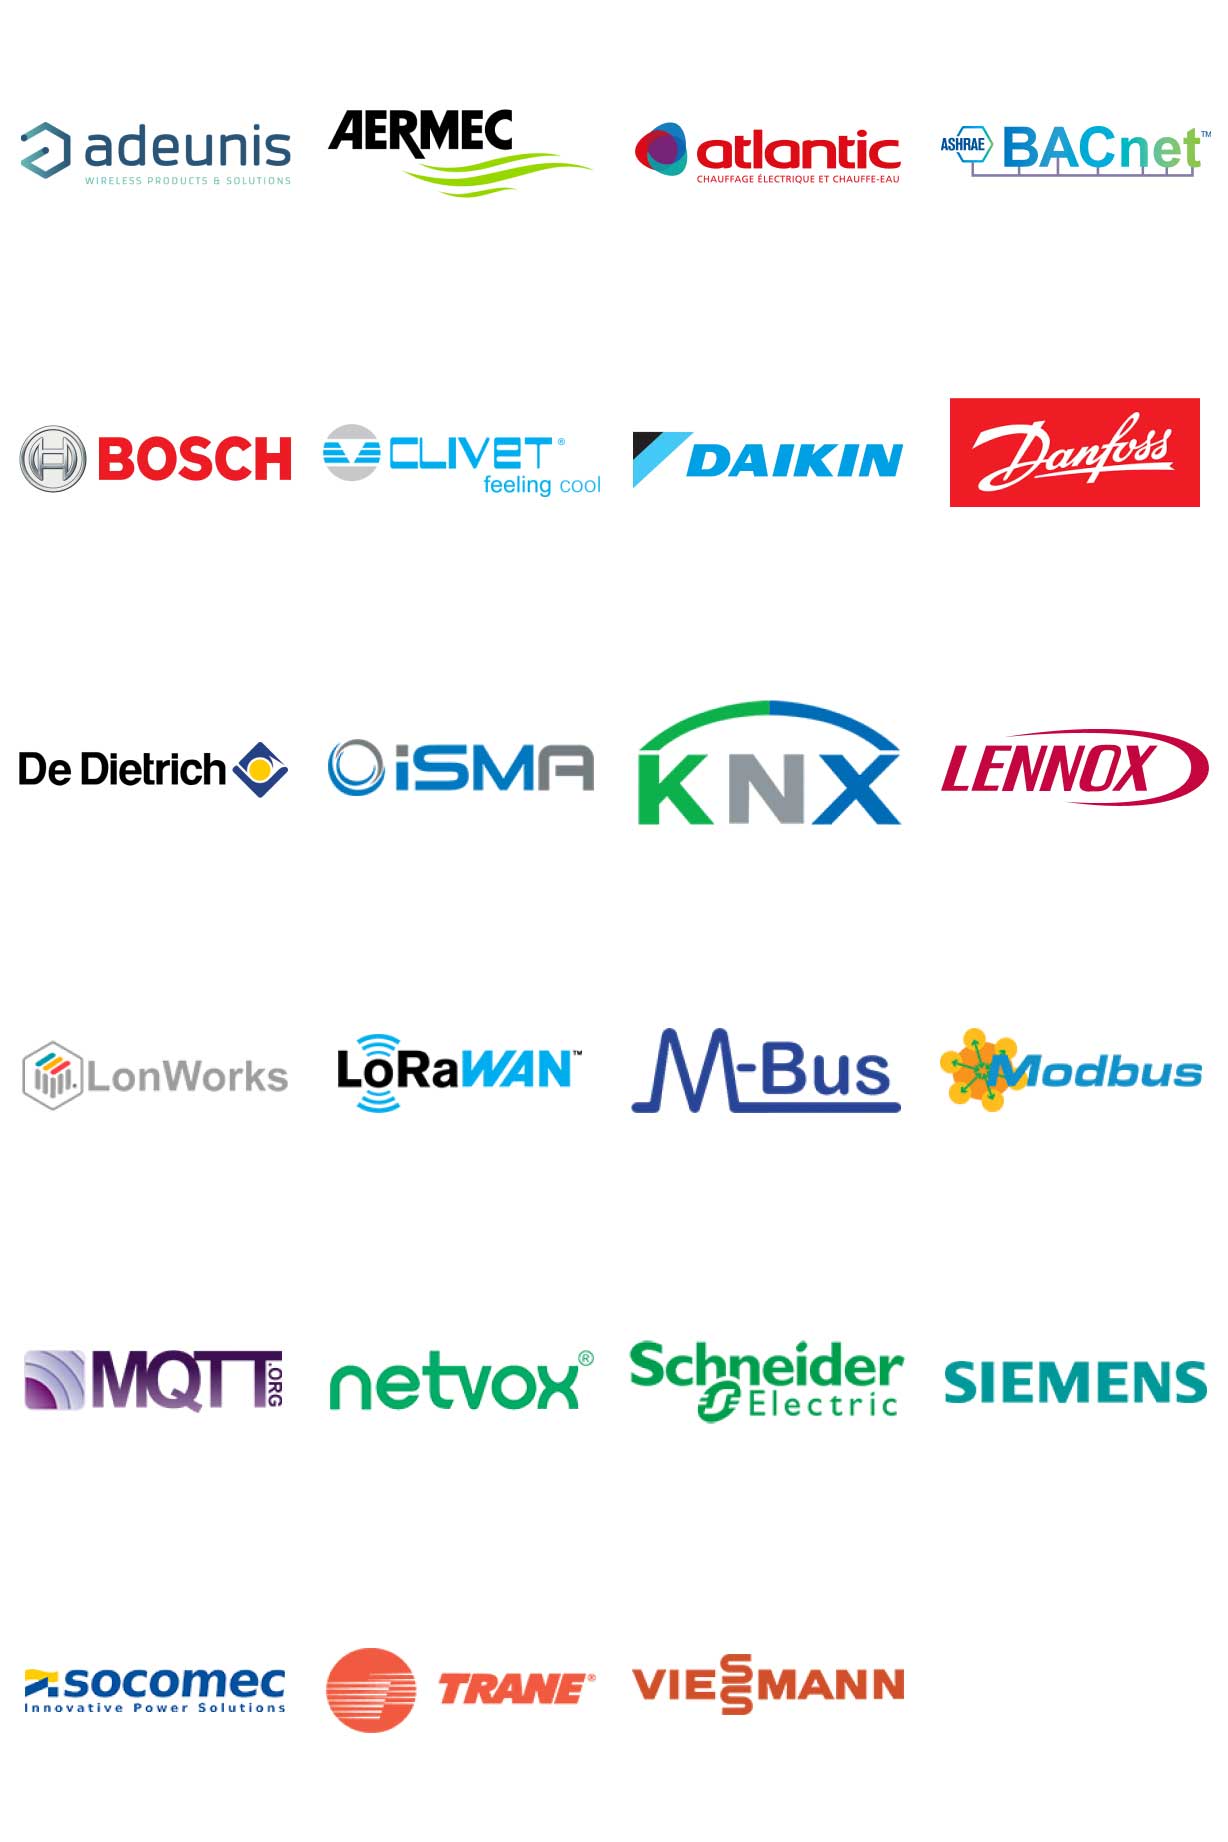 adeunis
WIRELESS PRODUCTS & SOLUTIONS
AERMEC
atlantic
CHAUFFAGE ÉLECTRIQUE ET CHAUFFE-EAU
ASHRAE BACnet™
BOSCH
CLIVET®
feeling cool
DAIKIN
Danfoss
De Dietrich
iSMA
KNX
LENNOX
LonWorks
LoRaWAN™
M-Bus
Modbus
MQTT.ORG
netvox®
Schneider
Electric
SIEMENS
socomec
Innovative Power Solutions
TRANE®
VIESSMANN